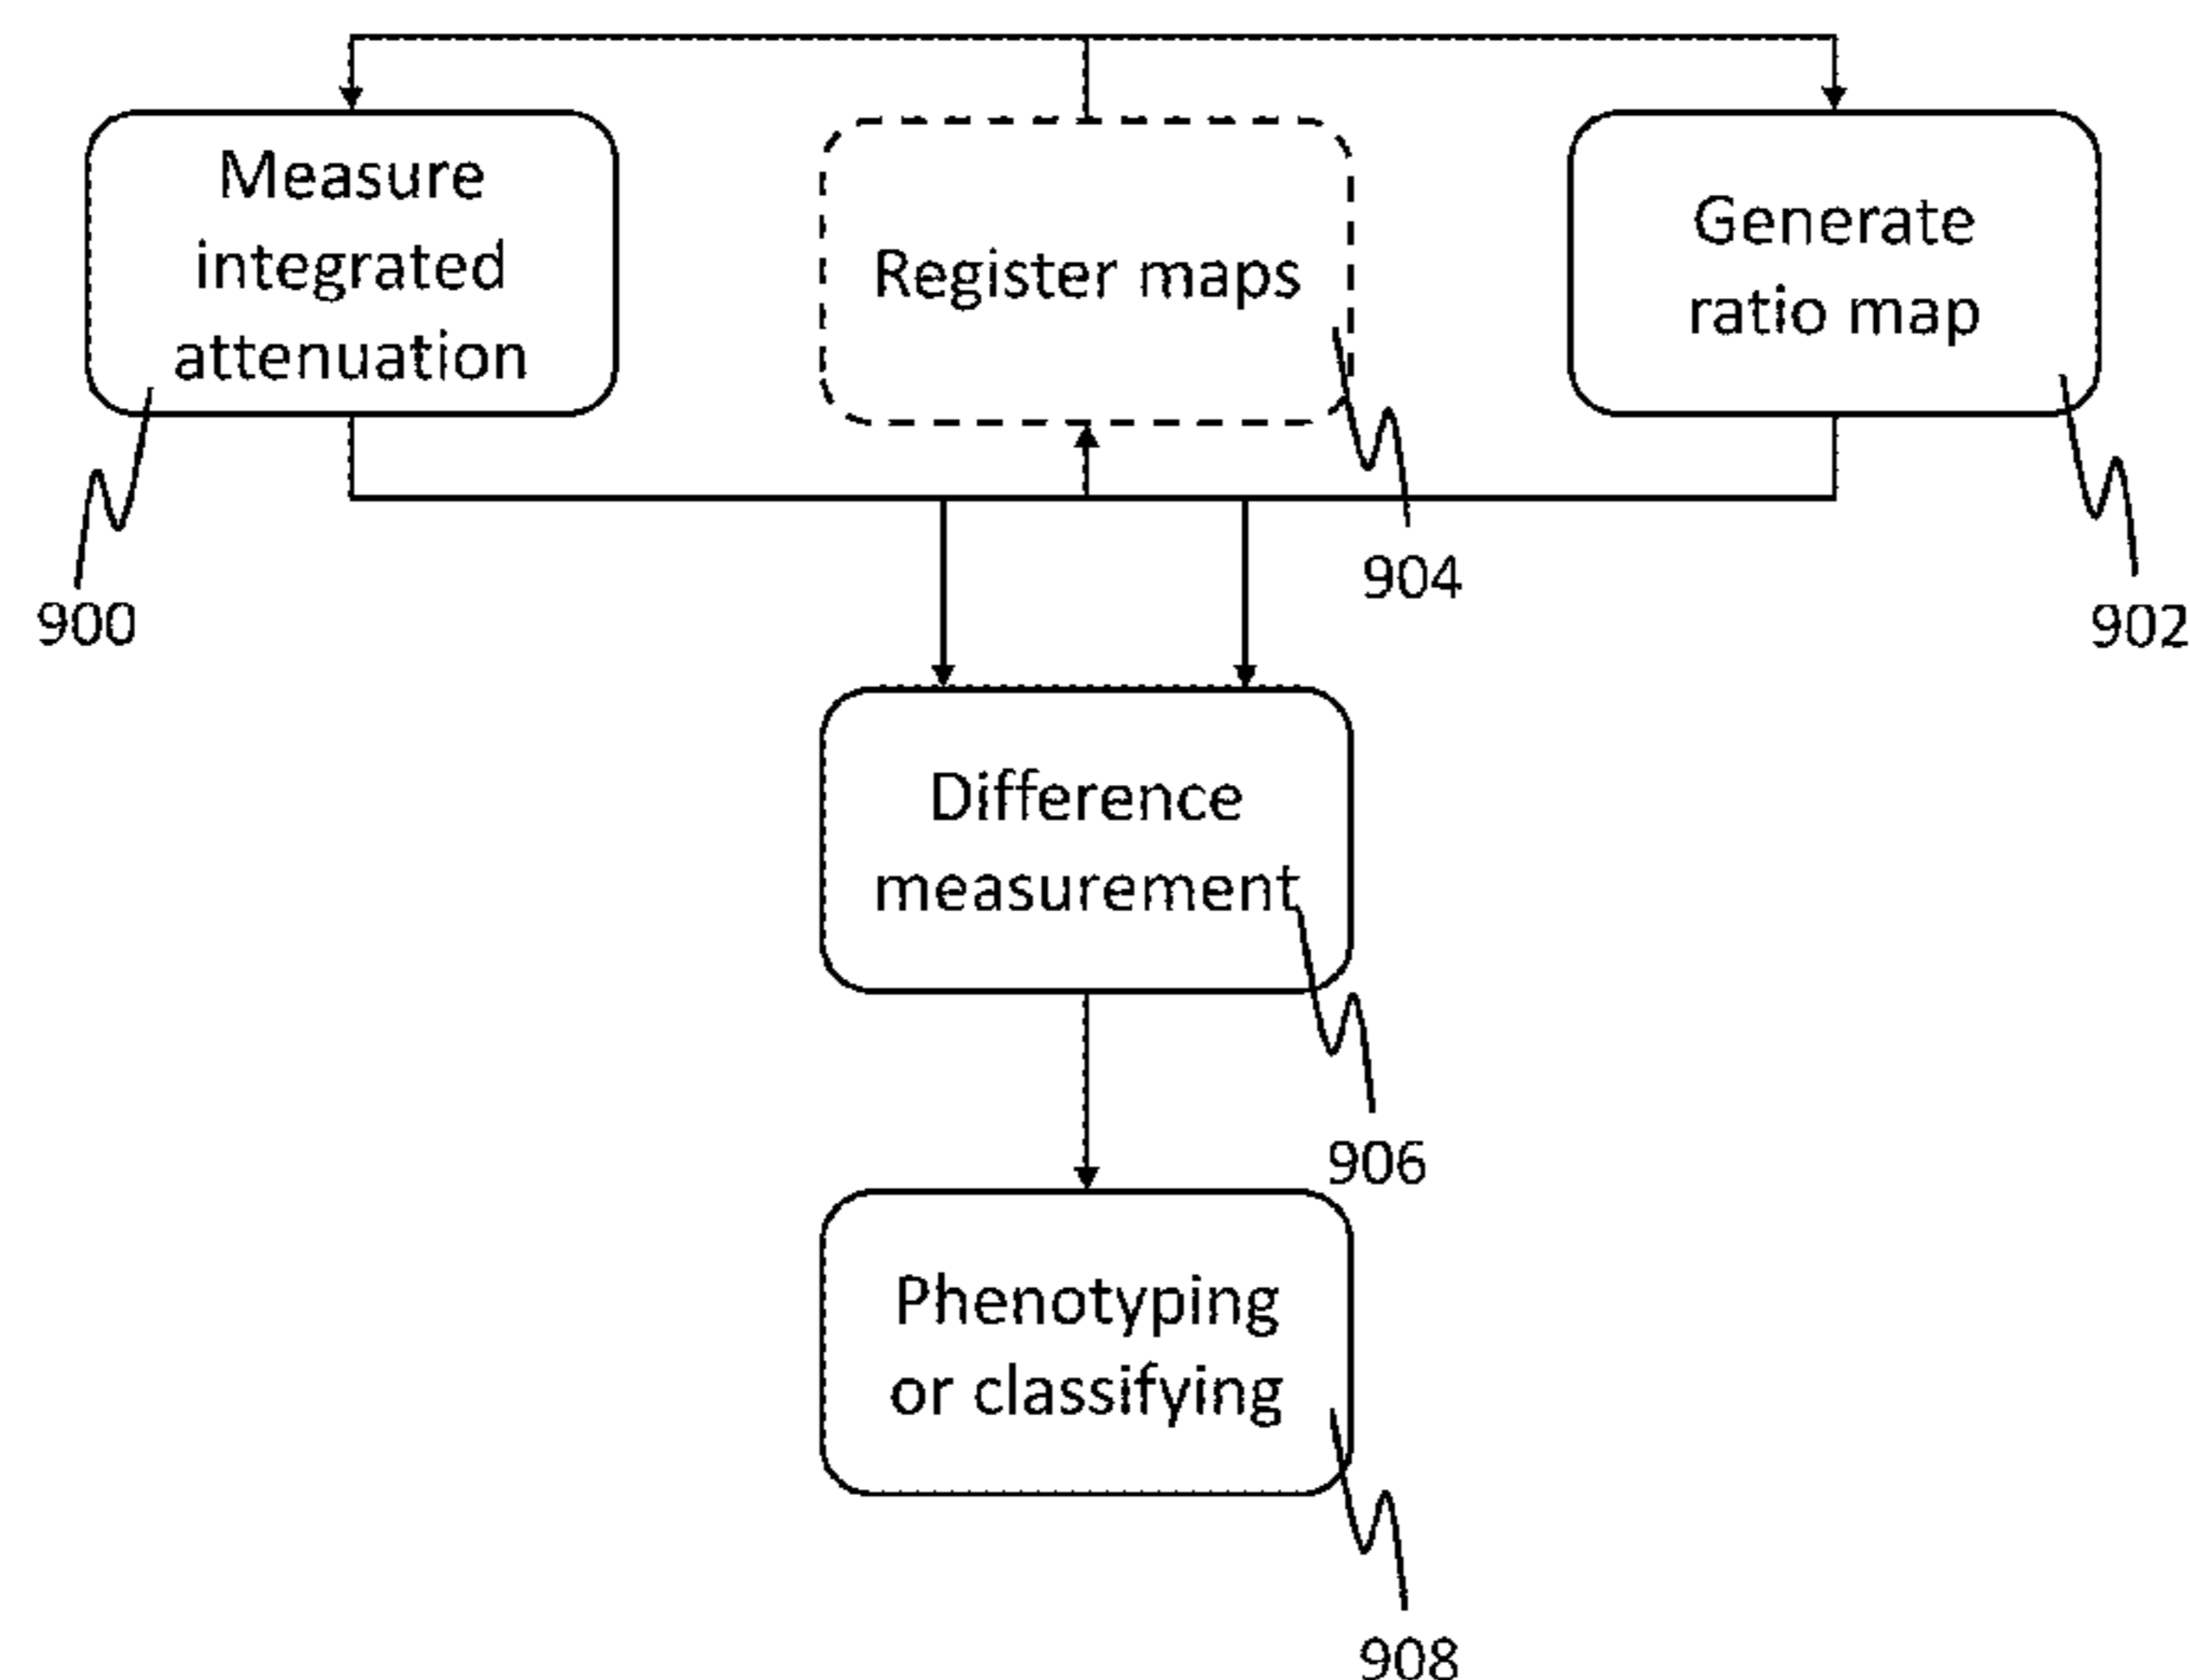 Measure
integrated
attenuation
Register maps
Generate
ratio map
900
904
902
Difference
measurement
906
Phenotyping
or classifying
908